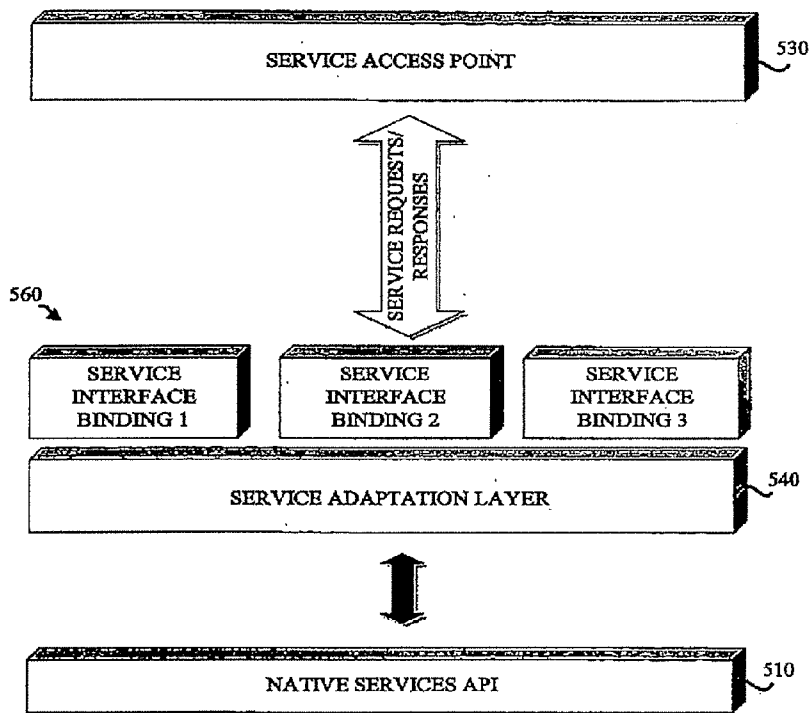 SERVICE ACCESS POINT
530
SERVICE REQUESTS/
RESPONSES
560
SERVICE
INTERFACE
BINDING 1
SERVICE
INTERFACE
BINDING 2
SERVICE
INTERFACE
BINDING 3
SERVICE ADAPTATION LAYER
540
NATIVE SERVICES API
510